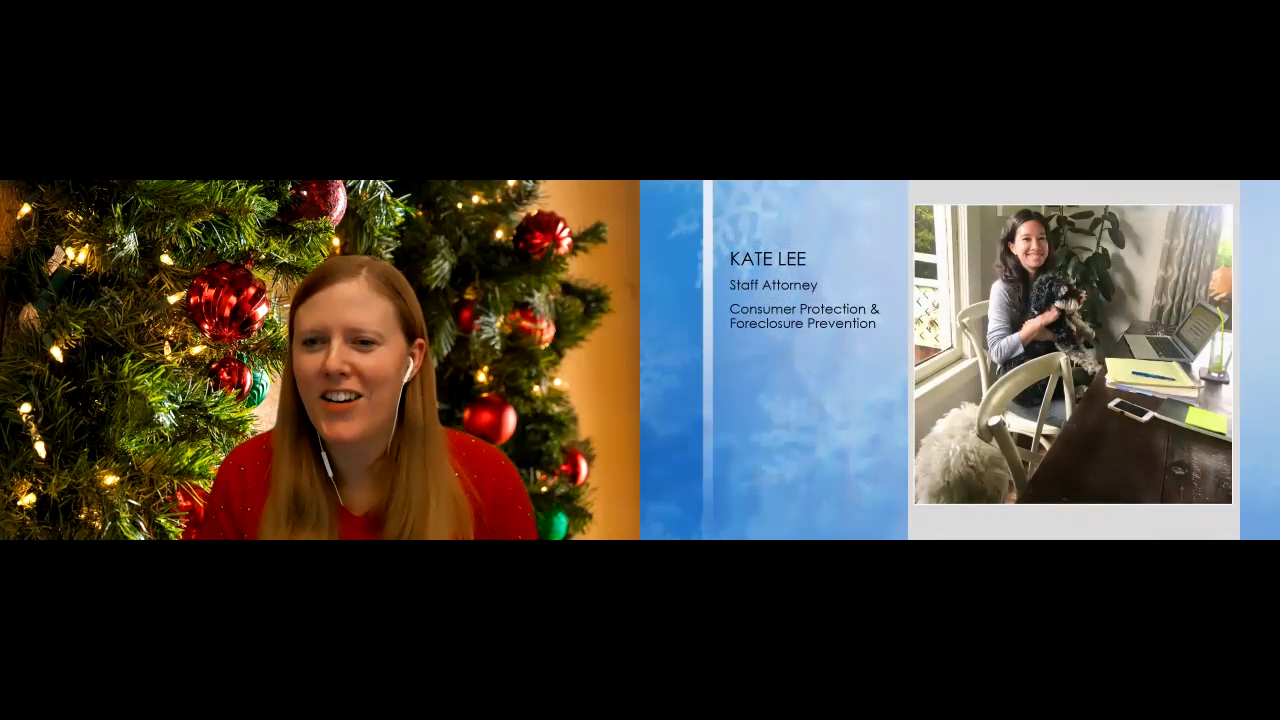 KATE LEE
Staff Attorney
Consumer Protection &
Foreclosure Prevention